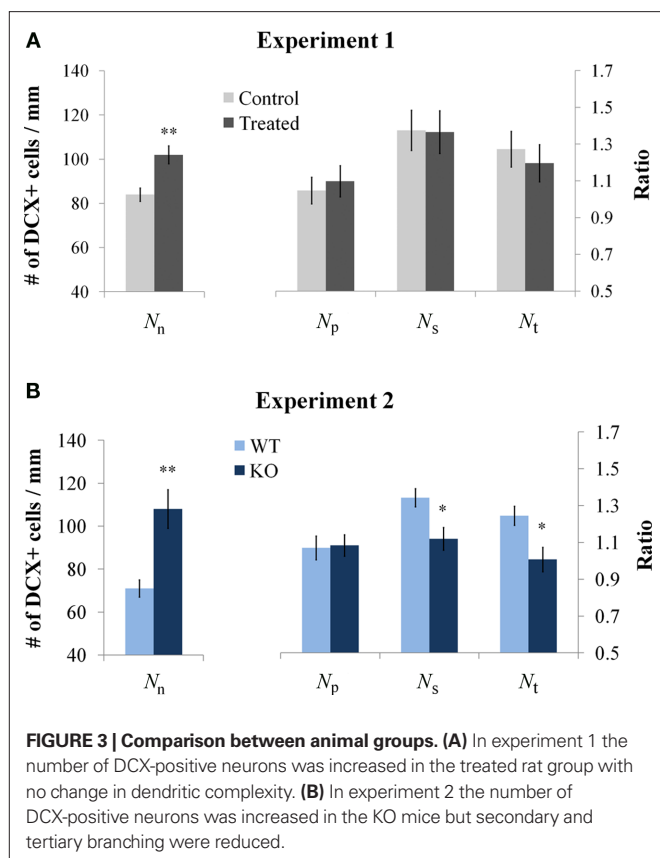 A
Experiment 1
# of DCX+ cells / mm
140
120
100
80
60
40
Control
Treated
**
1.7
1.5
1.3
1.1
0.9
0.7
0.5
Ratio
Nn
Np
Ns
Nt
B
Experiment 2
# of DCX+ cells / mm
140
120
100
80
60
40
WT
KO
**
*
*
1.7
1.5
1.3
1.1
0.9
0.7
0.5
Ratio
Nn
Np
Ns
Nt
FIGURE 3 | Comparison between animal groups. (A) In experiment 1 the
number of DCX-positive neurons was increased in the treated rat group with
no change in dendritic complexity. (B) In experiment 2 the number of
DCX-positive neurons was increased in the KO mice but secondary and
tertiary branching were reduced.